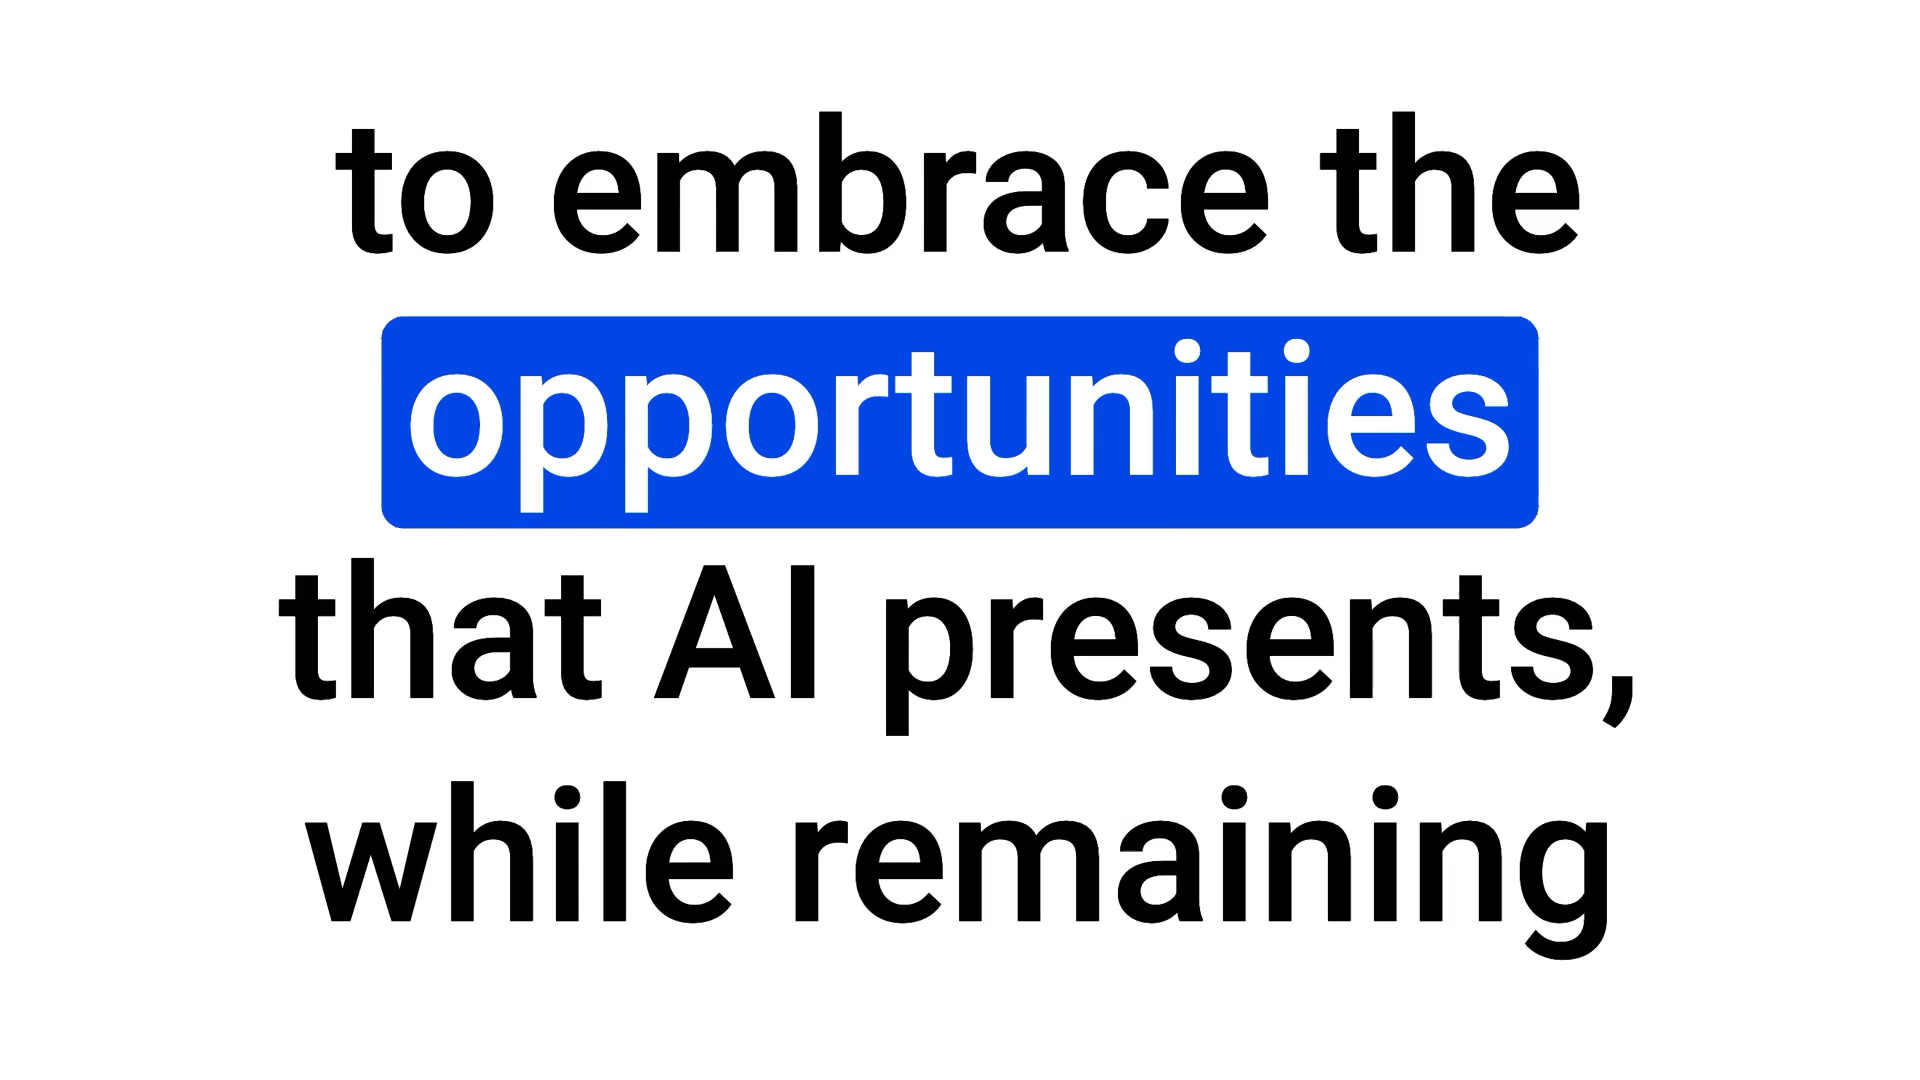 to embrace the
opportunities
that AI presents,
while remaining